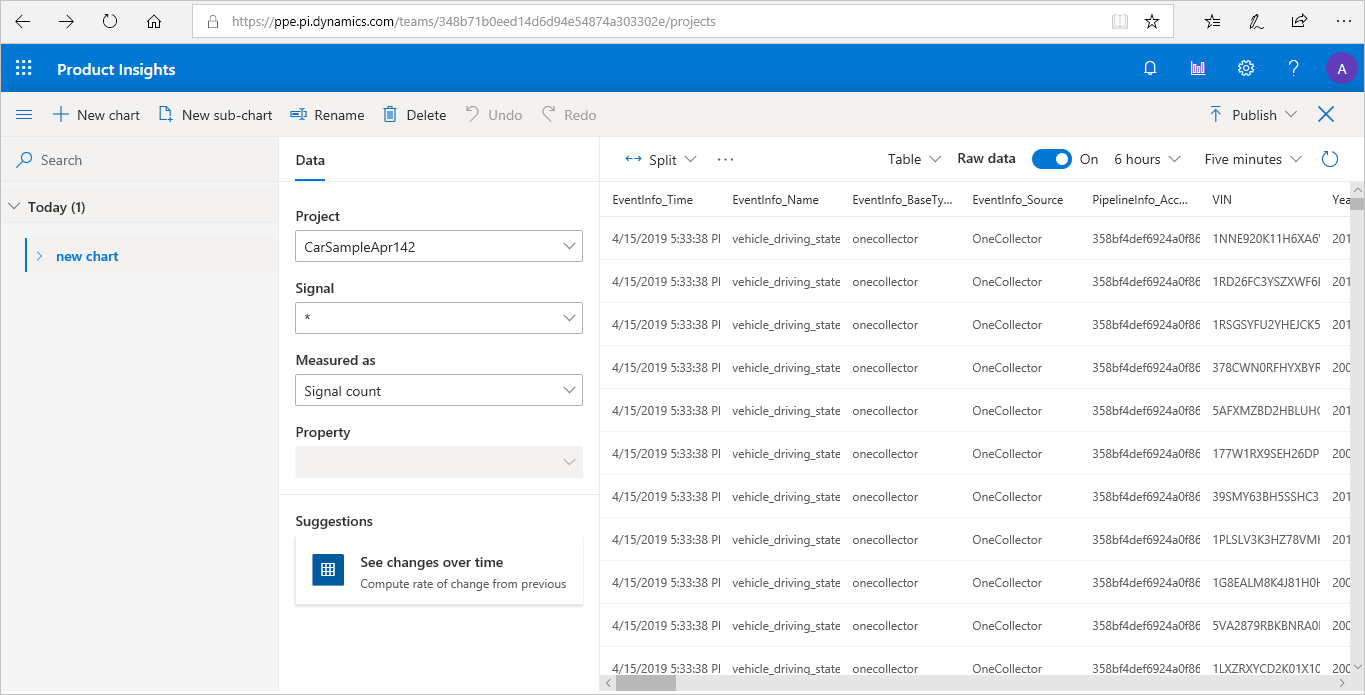 https://ppe.pi.dynamics.com/teams/348b71b0eed14d6d94e54874a303302e/projects
Product Insights
A
New chart New sub-chart Rename Delete Undo Redo Publish
Search
Today (1)
new chart
Data
Project
CarSampleApr142
Signal
*
Measured as
Signal count
Property
Suggestions
See changes over time
Compute rate of change from previous
Split ··· Table Raw data On 6 hours Five minutes
EventInfo_Time EventInfo_Name EventInfo_BaseTy... EventInfo_Source PipelineInfo_Acc... VIN Yea
4/15/2019 5:33:38 PI vehicle_driving_state onecollector OneCollector 358bf4def6924a0f86 1NNE920K11H6XA6 201
4/15/2019 5:33:38 PI vehicle_driving_state onecollector OneCollector 358bf4def6924a0f86 1RD26FC3YSZXWF6 201
4/15/2019 5:33:38 PI vehicle_driving_state onecollector OneCollector 358bf4def6924a0f86 1RSGSYFU2YHEJCK5 201
4/15/2019 5:33:38 PI vehicle_driving_state onecollector OneCollector 358bf4def6924a0f86 378CWN0RFHYXBYR 200
4/15/2019 5:33:38 PI vehicle_driving_state onecollector OneCollector 358bf4def6924a0f86 5AFXMZBD2HBLUH 201
4/15/2019 5:33:38 PI vehicle_driving_state onecollector OneCollector 358bf4def6924a0f86 177W1RX9SEH26DP 200
4/15/2019 5:33:38 PI vehicle_driving_state onecollector OneCollector 358bf4def6924a0f86 39SMY63BH5SSHC3 201
4/15/2019 5:33:38 PI vehicle_driving_state onecollector OneCollector 358bf4def6924a0f86 1PLSLV3K3HZ78VM 201
4/15/2019 5:33:38 PI vehicle_driving_state onecollector OneCollector 358bf4def6924a0f86 1G8EALM8K4J81H0 200
4/15/2019 5:33:38 PI vehicle_driving_state onecollector OneCollector 358bf4def6924a0f86 5VA2879RBKBNRA0 200
4/15/2019 5:33:38 PI vehicle_driving_state onecollector OneCollector 358bf4def6924a0f86 1LXZRXYCD2K01X10 200